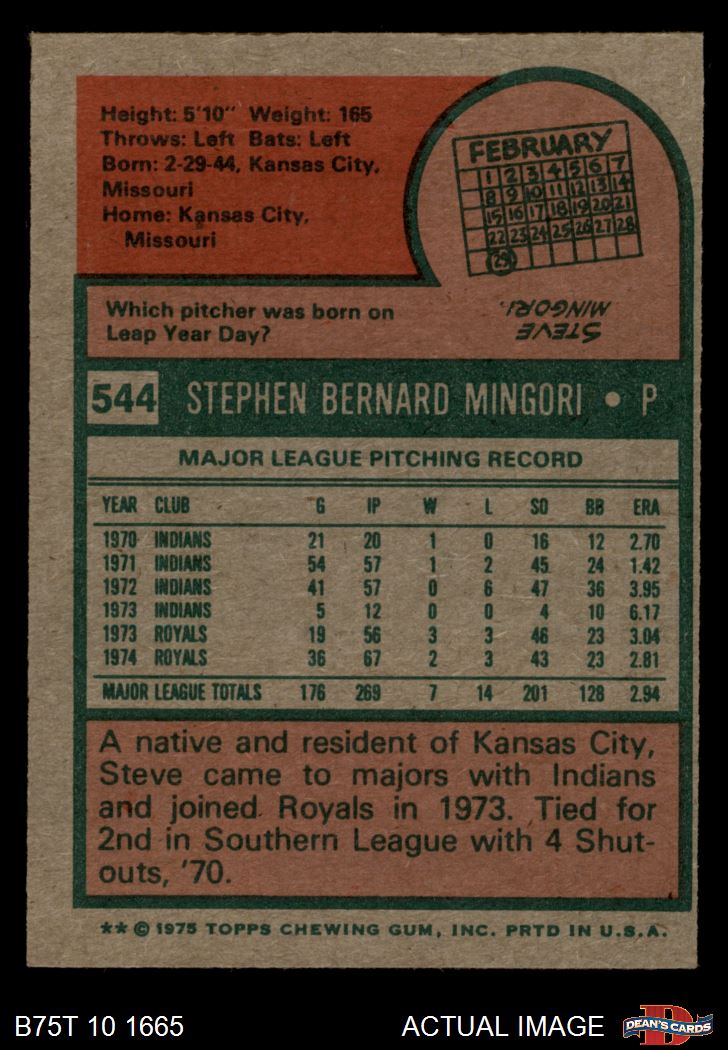 Height: 5'10" Weight: 165
Throws: Left Bats: Left
Born: 2-29-44, Kansas City,
Missouri
Home: Kansas City,
Missouri
FEBRUARY
1 2 3 4 5 6 7
8 9 10 11 12 13 14
15 16 17 18 19 20 21
22 23 24 25 26 27 28
29
Which pitcher was born on
Leap Year Day?
STEVE
MINGORI.
544 STEPHEN BERNARD MINGORI • P
MAJOR LEAGUE PITCHING RECORD
YEAR CLUB G IP W L SO BB ERA
1970 INDIANS 21 20 1 0 16 12 2.70
1971 INDIANS 54 57 1 2 45 24 1.42
1972 INDIANS 41 57 0 6 47 36 3.95
1973 INDIANS 5 12 0 0 4 10 6.17
1973 ROYALS 19 56 3 3 46 23 3.04
1974 ROYALS 36 67 2 3 43 23 2.81
MAJOR LEAGUE TOTALS 176 269 7 14 201 128 2.94
A native and resident of Kansas City,
Steve came to majors with Indians
and joined Royals in 1973. Tied for
2nd in Southern League with 4 Shut-
outs, '70.
** © 1975 TOPPS CHEWING GUM, INC. PRTD IN U.S.A.
B75T 10 1665
ACTUAL IMAGE
D
DEAN'S CARDS